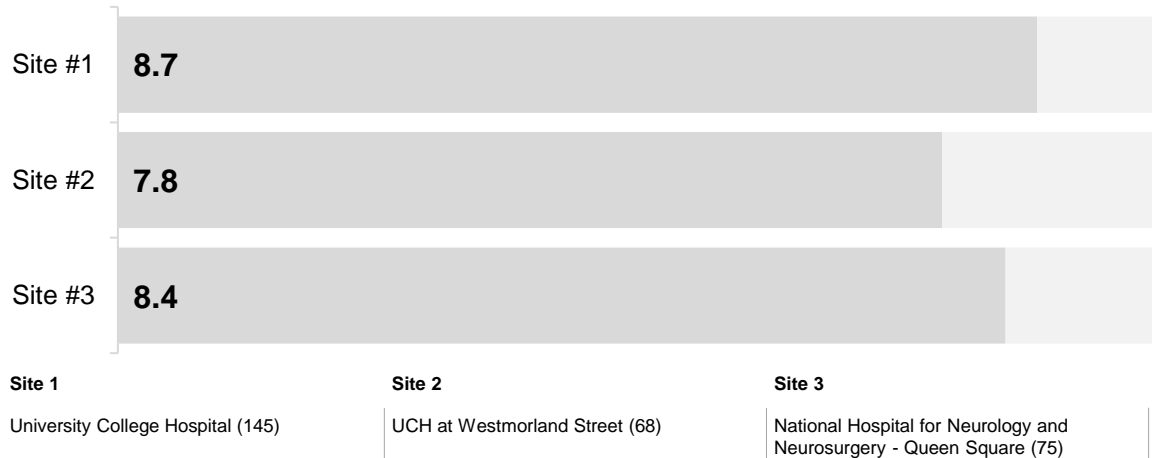 Site #1
8.7
Site #2
7.8
Site #3
8.4
Site 1
Site 2
Site 3
University College Hospital (145)
UCH at Westmorland Street (68)
National Hospital for Neurology and
Neurosurgery - Queen Square (75)